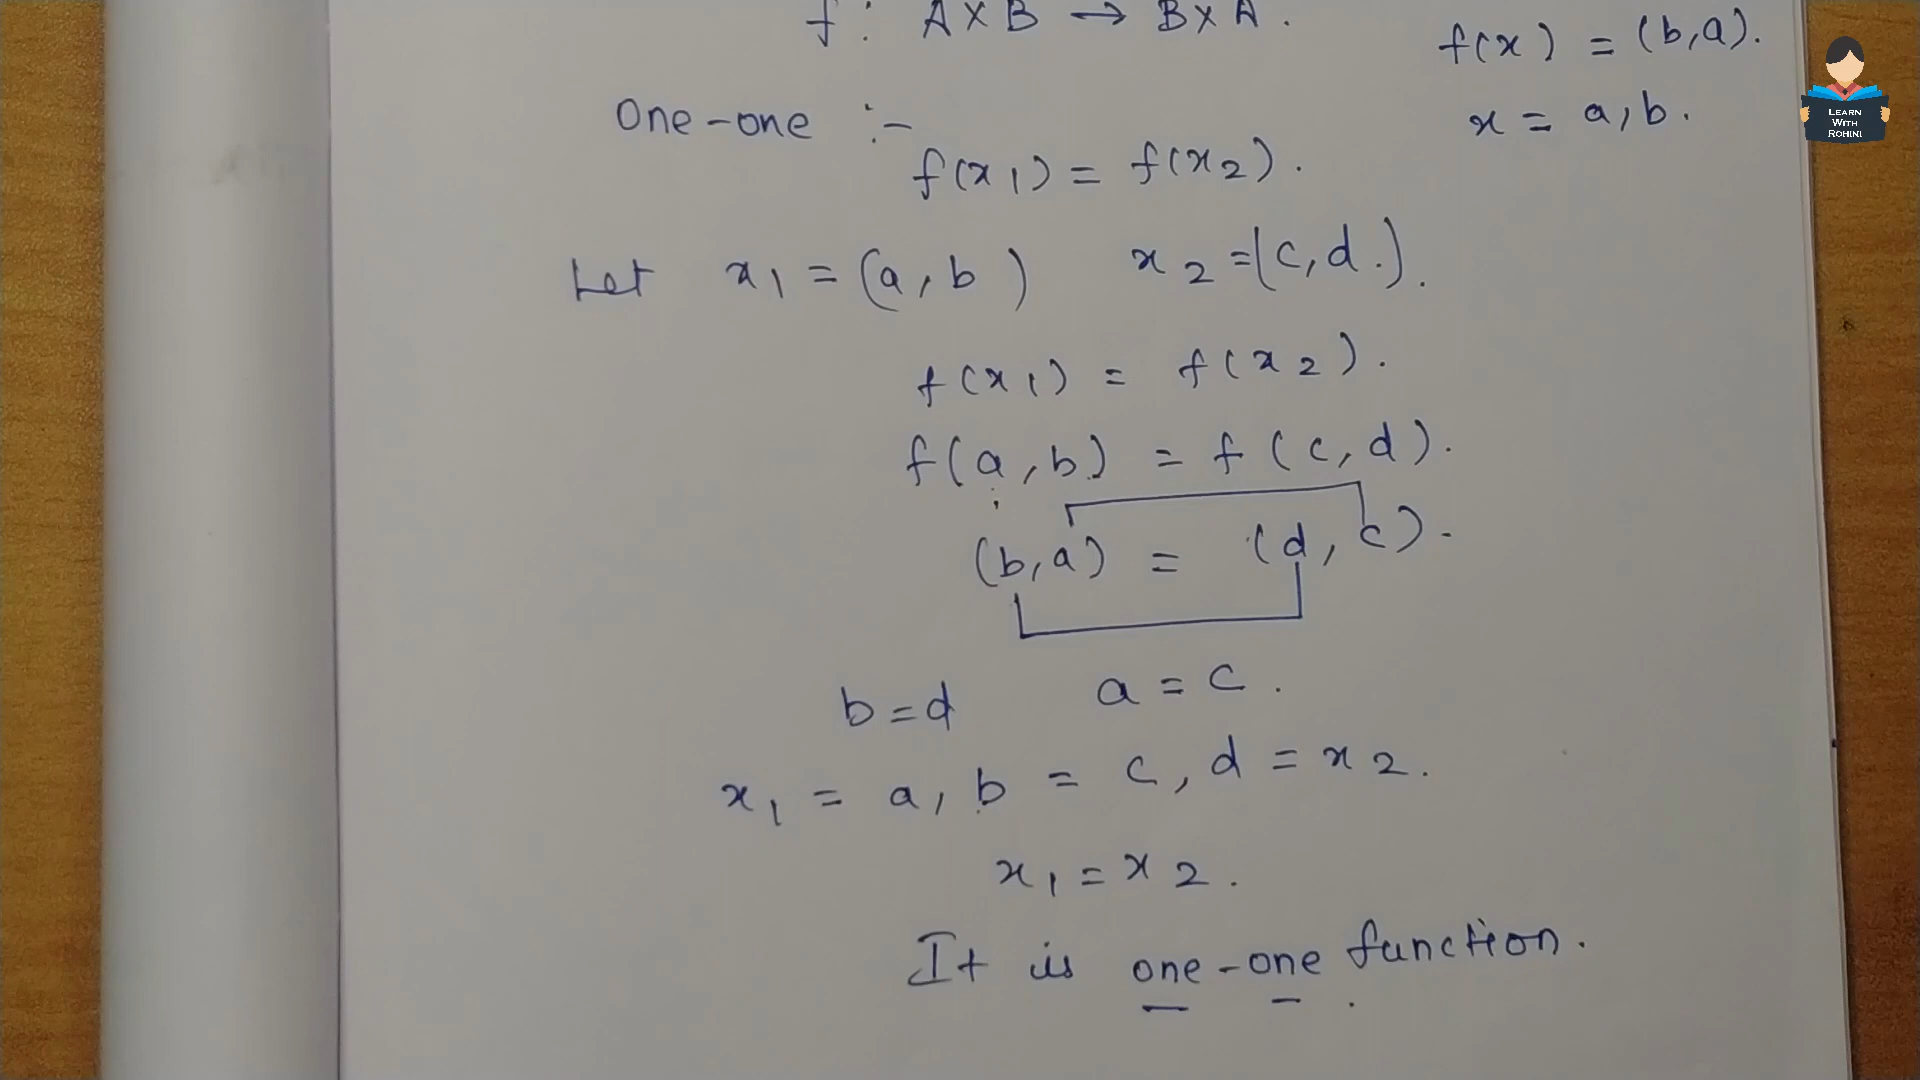 f : A × B → B × A .
f(x) = (b,a).
x = a, b.
LEARN
WITH
ROHINI
One-one :-
f(x1) = f(x2).
Let x1 = (a, b) x2 = (c, d.).
f(x1) = f(x2).
f(a, b) = f(c, d).
(b, a) = (d, c).
b = d a = c.
x1 = a, b = c, d = x2.
x1 = x2.
It is one-one function.